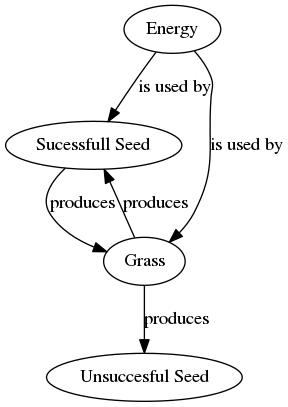 Energy
is used by
Sucessfull Seed
is used by
produces
produces
Grass
produces
Unsuccesful Seed